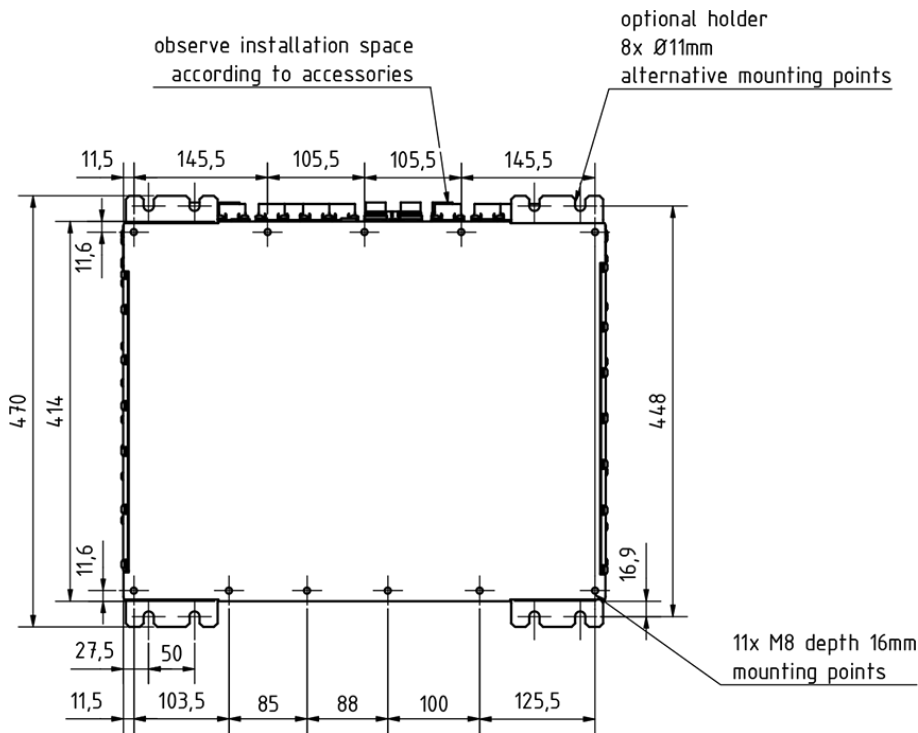 optional holder
8x Ø11mm
alternative mounting points
observe installation space
according to accessories
11,5
145,5
105,5
105,5
145,5
11,6
470
414
448
11,6
16,9
11x M8 depth 16mm
mounting points
27,5
50
11,5
103,5
85
88
100
125,5